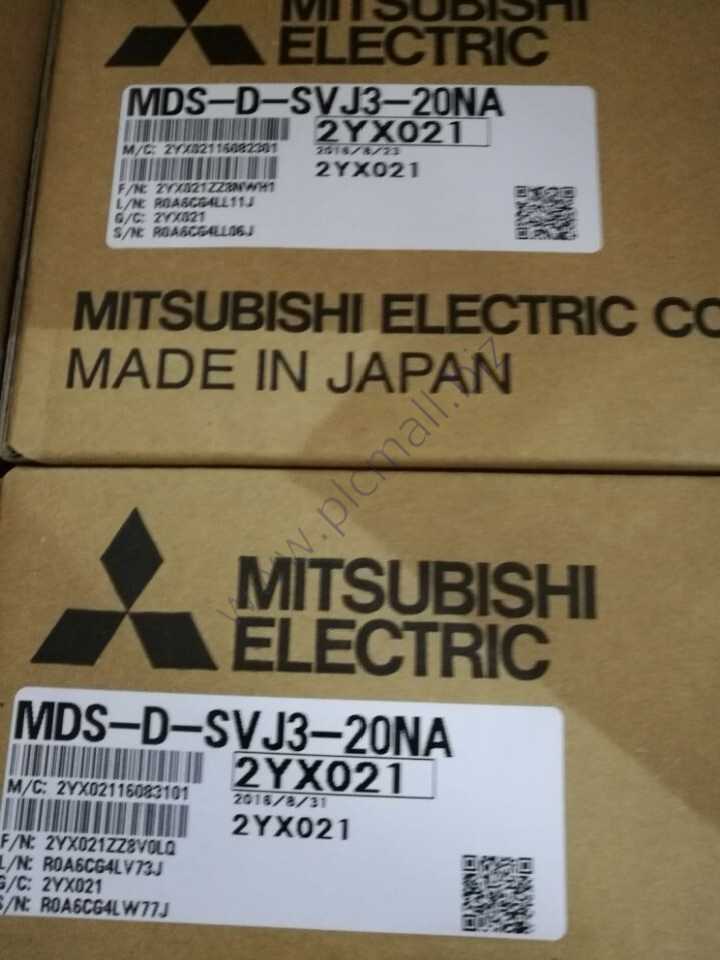 MITSUBISHI
ELECTRIC
MDS-D-SVJ3-20NA
2YX021
M/C: 2YX02116082301
2016/8/23
2YX021
F/N: 2YX021ZZ8NWH1
L/N: R0A6CG4LL11J
G/C: 2YX021
S/N: R0A6CG4LL06J
MITSUBISHI ELECTRIC CO
MADE IN JAPAN
www.plcmall.biz
MITSUBISHI
ELECTRIC
MDS-D-SVJ3-20NA
2YX021
M/C: 2YX02116083101
2016/8/31
2YX021
F/N: 2YX021ZZ8V0LQ
L/N: R0A6CG4LV73J
G/C: 2YX021
S/N: R0A6CG4LW77J